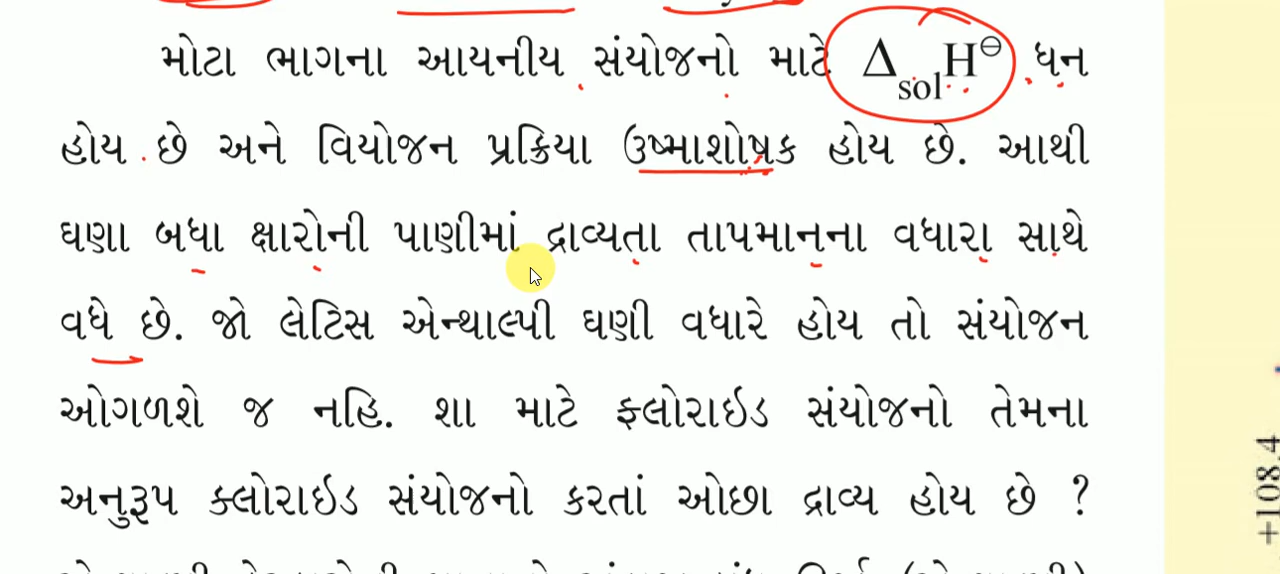 મોટા ભાગના આયનીય સંયોજનો માટે Δsol H⊖ ધન
હોય છે અને વિયોજન પ્રક્રિયા ઉષ્માશોષક હોય છે. આથી
ઘણા બધા ક્ષારોની પાણીમાં દ્રાવ્યતા તાપમાનના વધારા સાથે
વધે છે. જો લેટિસ એન્થાલ્પી ઘણી વધારે હોય તો સંયોજન
ઓગળશે જ નહિ. શા માટે ફ્લોરાઇડ સંયોજનો તેમના
અનુરૂપ ક્લોરાઇડ સંયોજનો કરતાં ઓછા દ્રાવ્ય હોય છે ?
+108.4